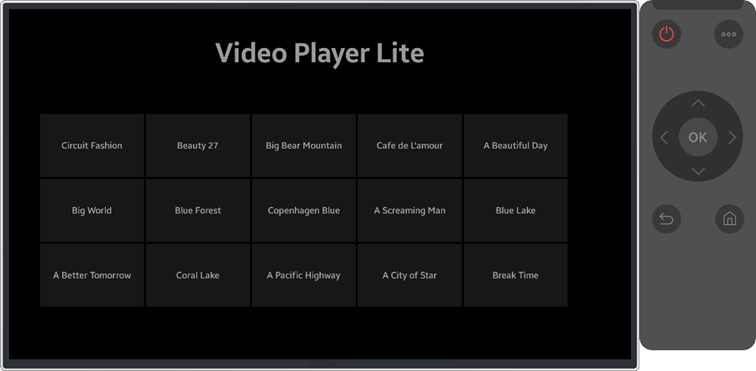 Video Player Lite
Circuit Fashion
Beauty 27
Big Bear Mountain
Cafe de L'amour
A Beautiful Day
Big World
Blue Forest
Copenhagen Blue
A Screaming Man
Blue Lake
A Better Tomorrow
Coral Lake
A Pacific Highway
A City of Star
Break Time
OK